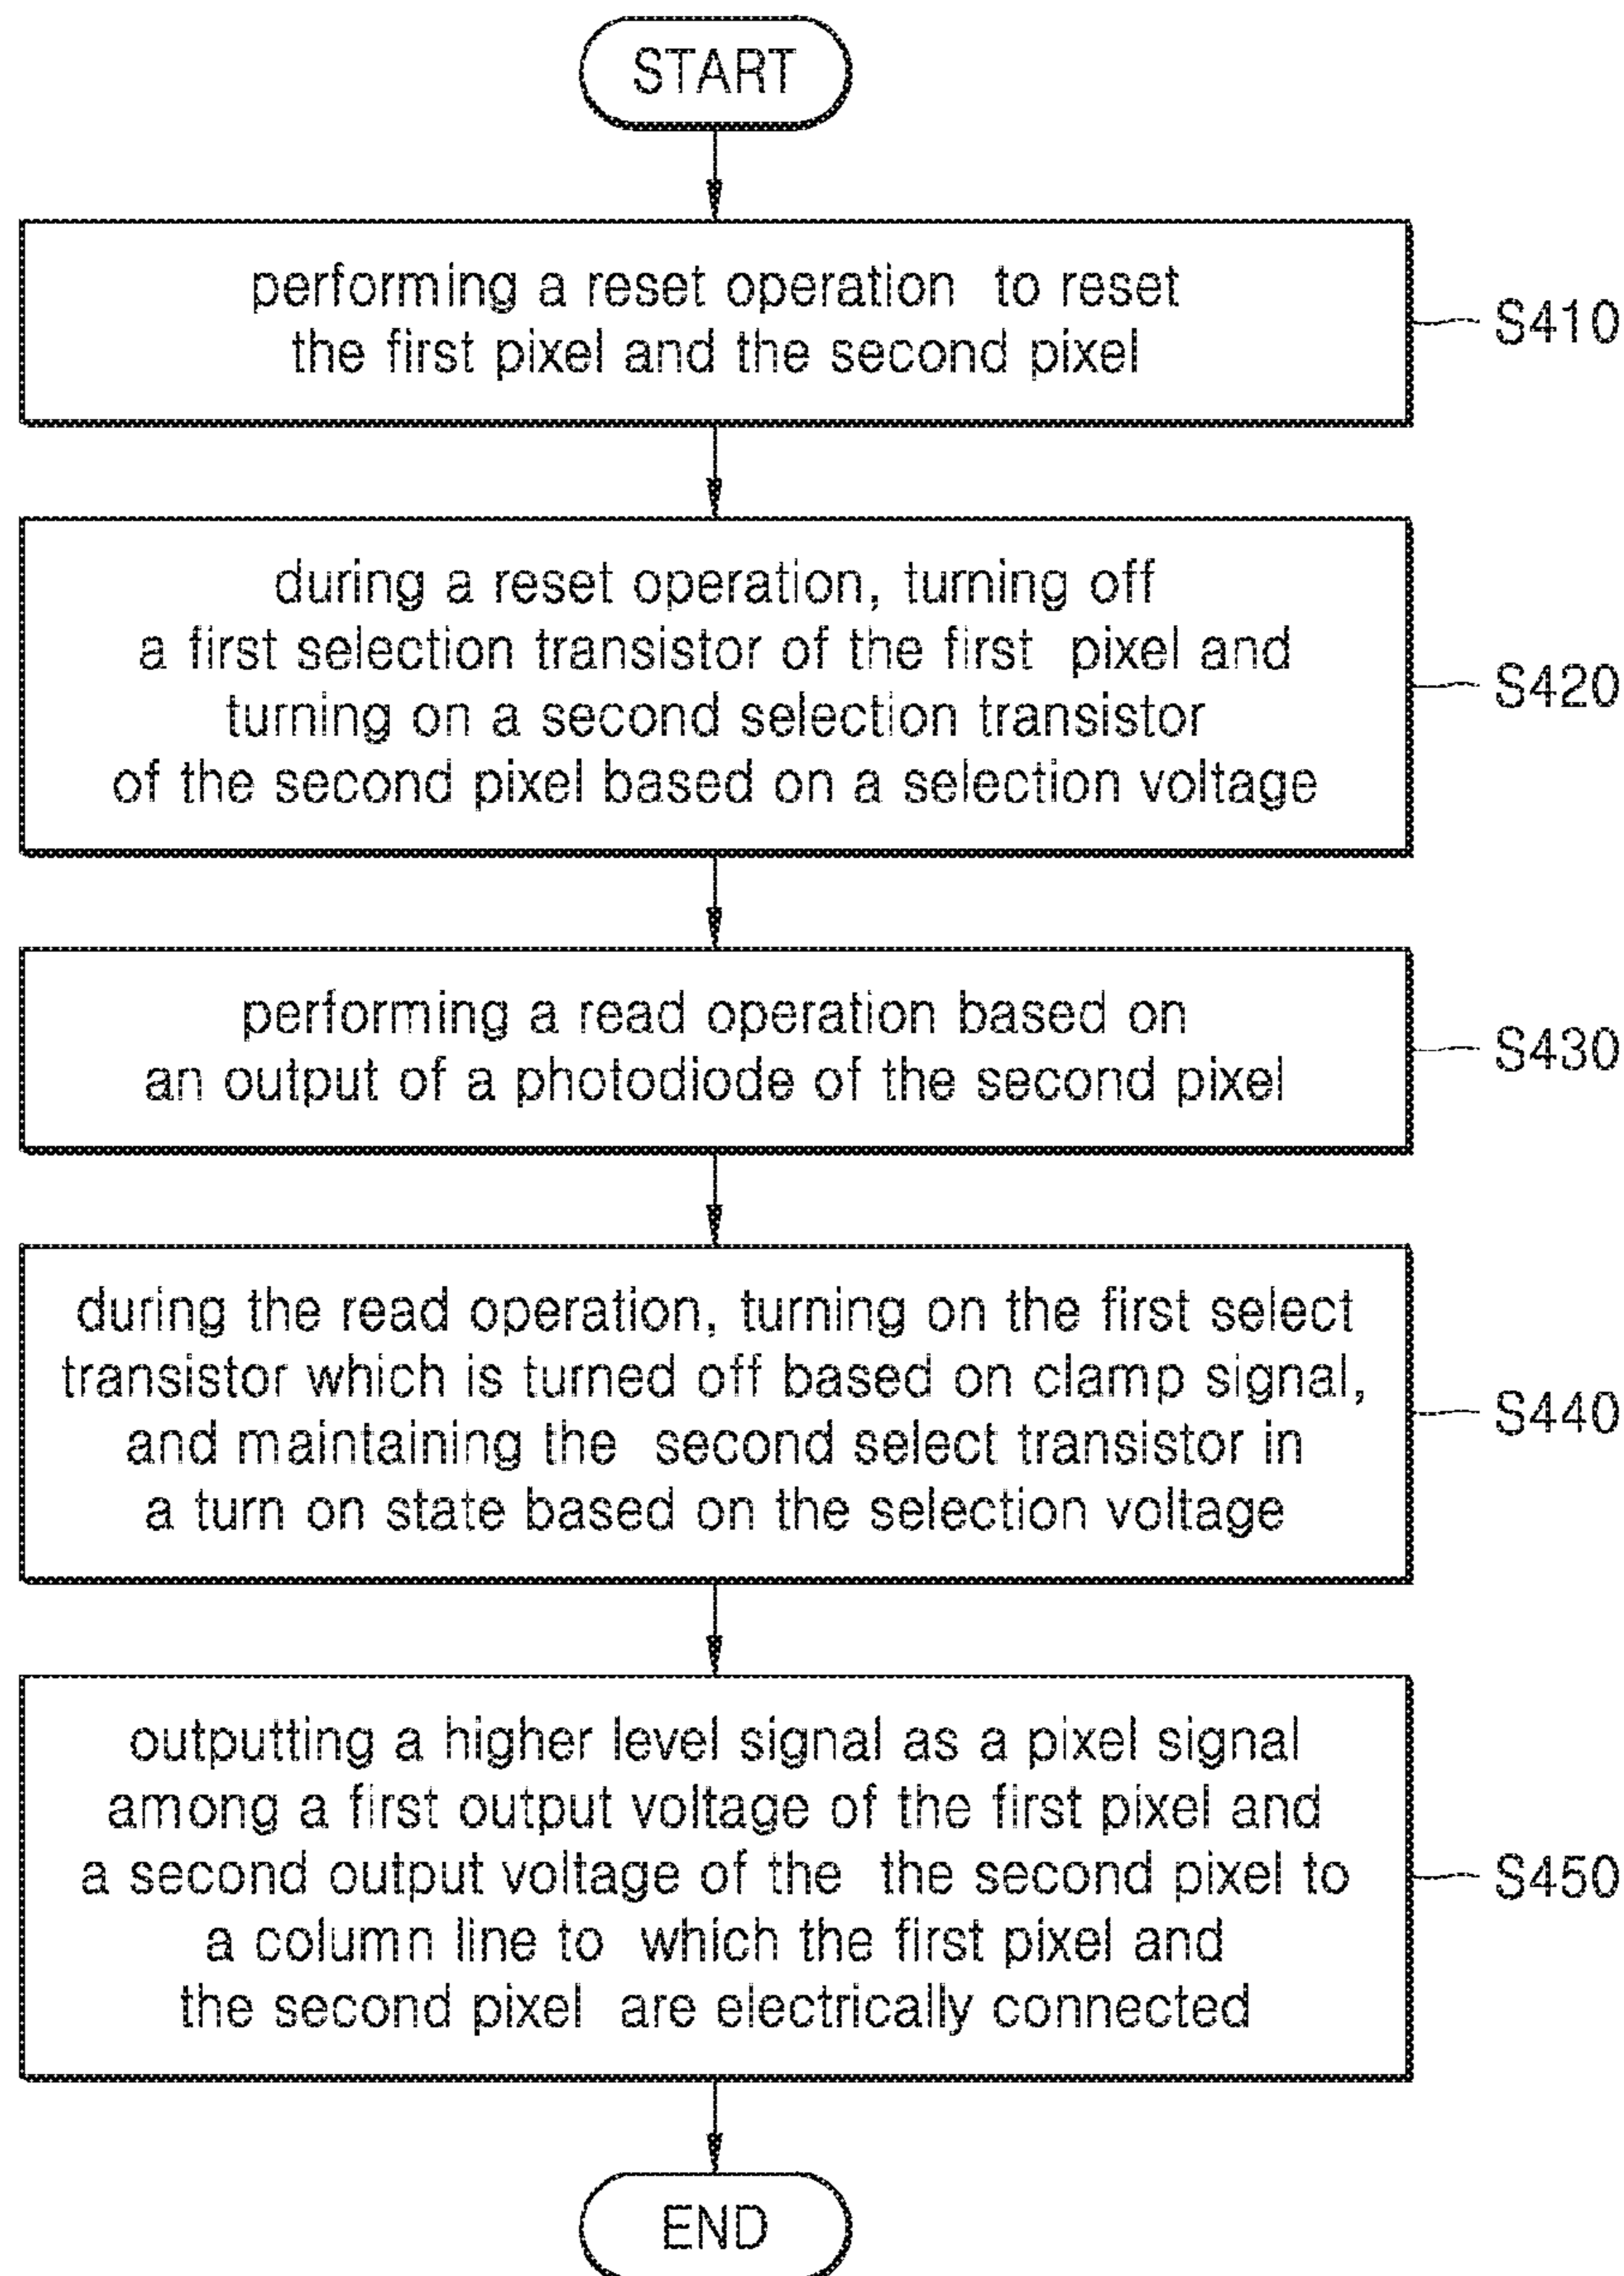 START
performing a reset operation to reset
the first pixel and the second pixel
S410
during a reset operation, turning off
a first selection transistor of the first pixel and
turning on a second selection transistor
of the second pixel based on a selection voltage
S420
performing a read operation based on
an output of a photodiode of the second pixel
S430
during the read operation, turning on the first select
transistor which is turned off based on clamp signal,
and maintaining the second select transistor in
a turn on state based on the selection voltage
S440
outputting a higher level signal as a pixel signal
among a first output voltage of the first pixel and
a second output voltage of the the second pixel to
a column line to which the first pixel and
the second pixel are electrically connected
S450
END